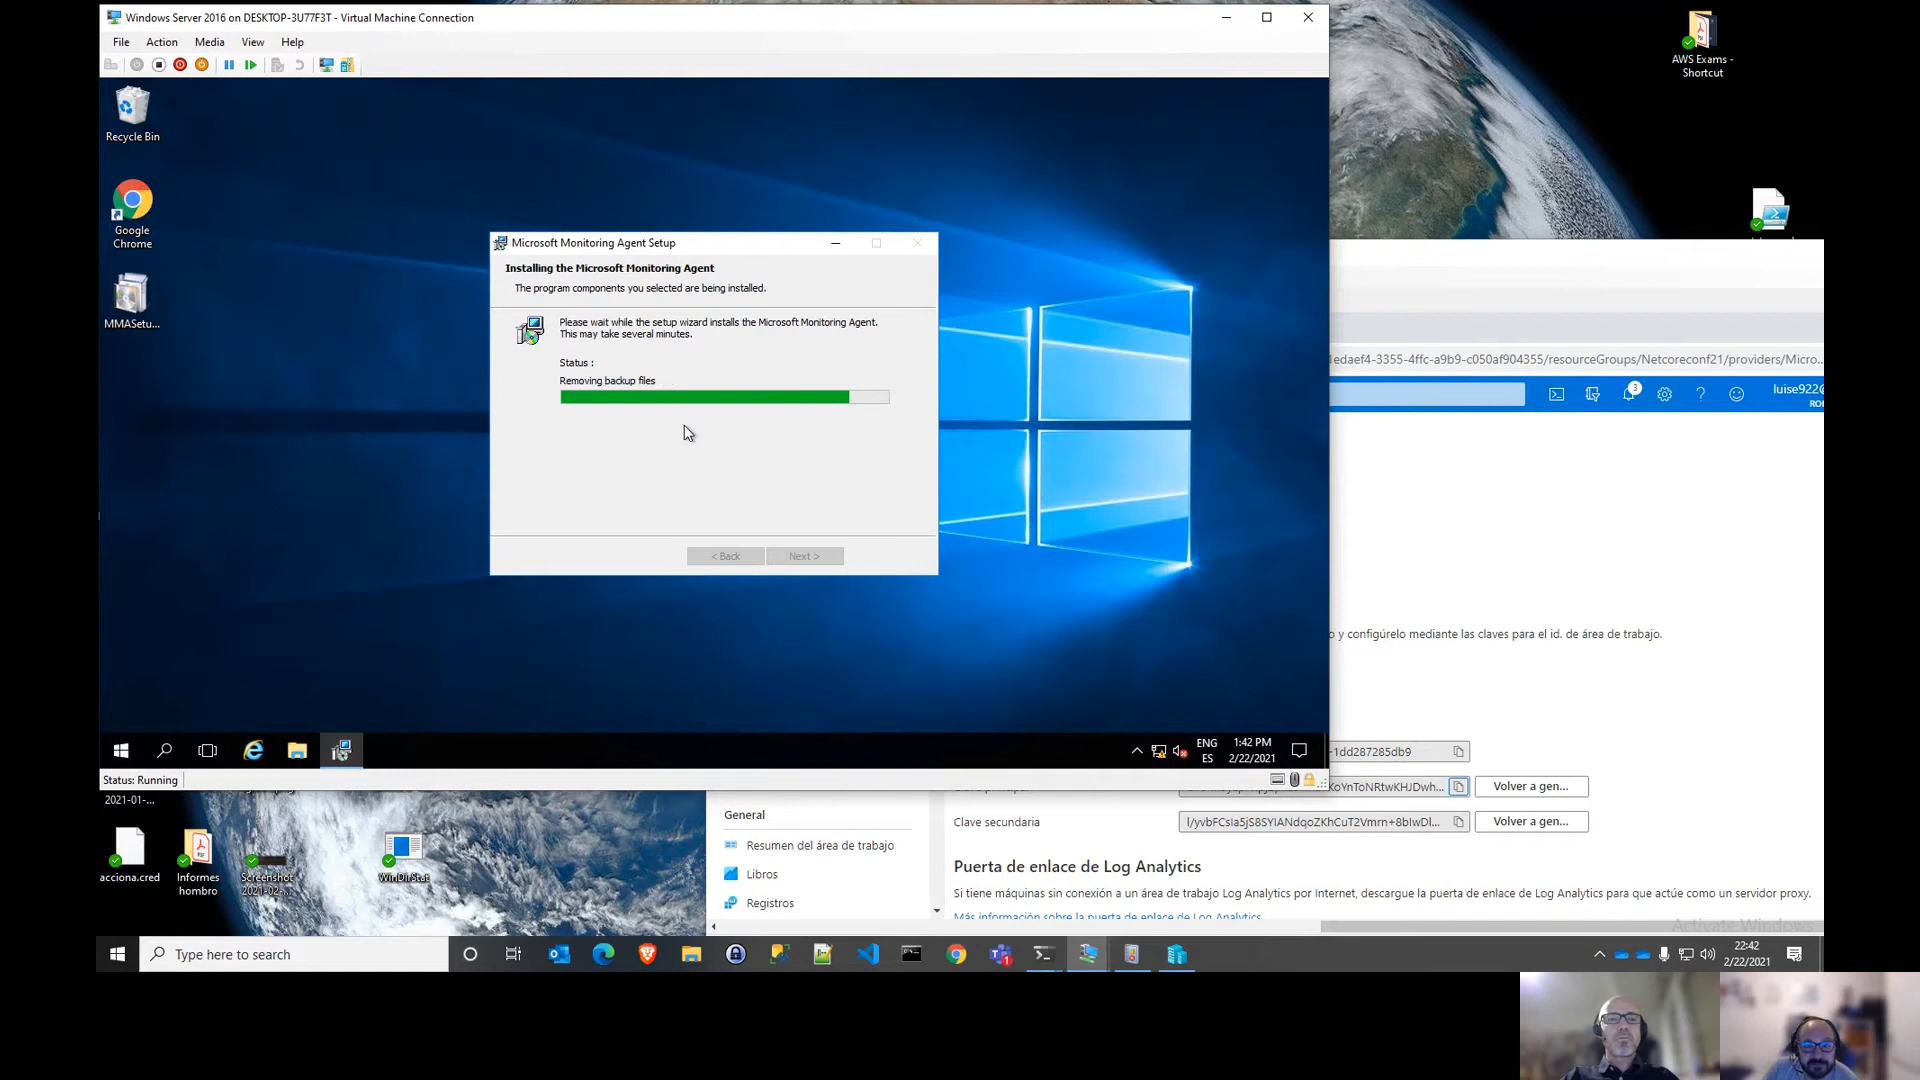 Windows Server 2016 on DESKTOP-3U77F3T - Virtual Machine Connection
File Action Media View Help
Recycle Bin
Google
Chrome
MMASetu...
Microsoft Monitoring Agent Setup
Installing the Microsoft Monitoring Agent
The program components you selected are being installed.
Please wait while the setup wizard installs the Microsoft Monitoring Agent.
This may take several minutes.
Status :
Removing backup files
< Back Next >
ENG
ES
1:42 PM
2/22/2021
Status: Running
AWS Exams -
Shortcut
1edaef4-3355-4ffc-a9b9-c050af904355/resourceGroups/Netcoreconf21/providers/Micro...
3
luise922@
o y configúrelo mediante las claves para el id. de área de trabajo.
-1dd287285db9
KoYnToNRtwKHJDwh...
Volver a gen...
Clave secundaria
I/yvbFCsia5jS8SYIANdqoZKhCuT2Vmrn+8bIwDl...
Volver a gen...
Puerta de enlace de Log Analytics
Si tiene máquinas sin conexión a un área de trabajo Log Analytics por Internet, descargue la puerta de enlace de Log Analytics para que actúe como un servidor proxy.
Más información sobre la puerta de enlace de Log Analytics
General
Resumen del área de trabajo
Libros
Registros
2021-01-...
acciona.cred
Informes
hombro
Screenshot
2021-02-...
WinDirStat
Activate Windows
Type here to search
22:42
2/22/2021